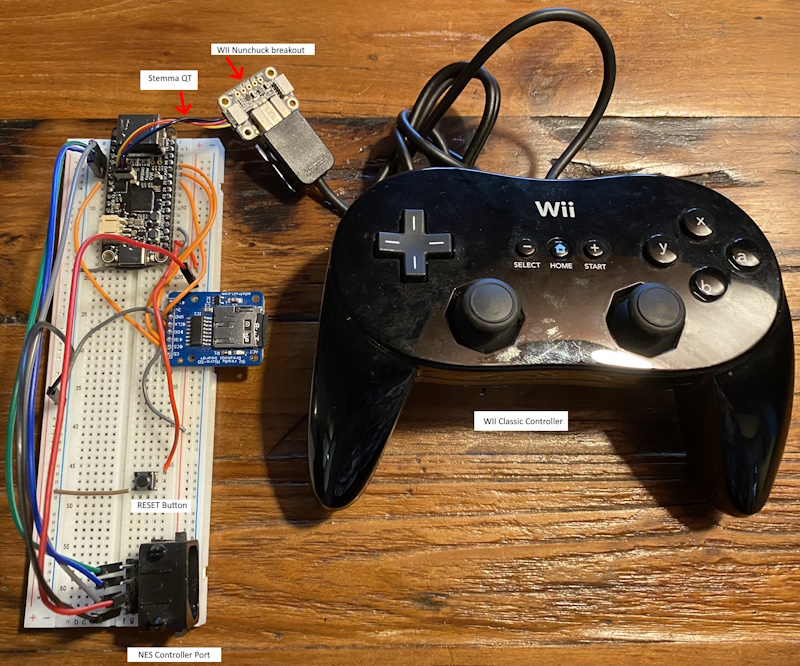 WII Nunchuck breakout
Stemma QT
Wii
SELECT
HOME
START
x
y
a
b
WII Classic Controller
RESET Button
NES Controller Port